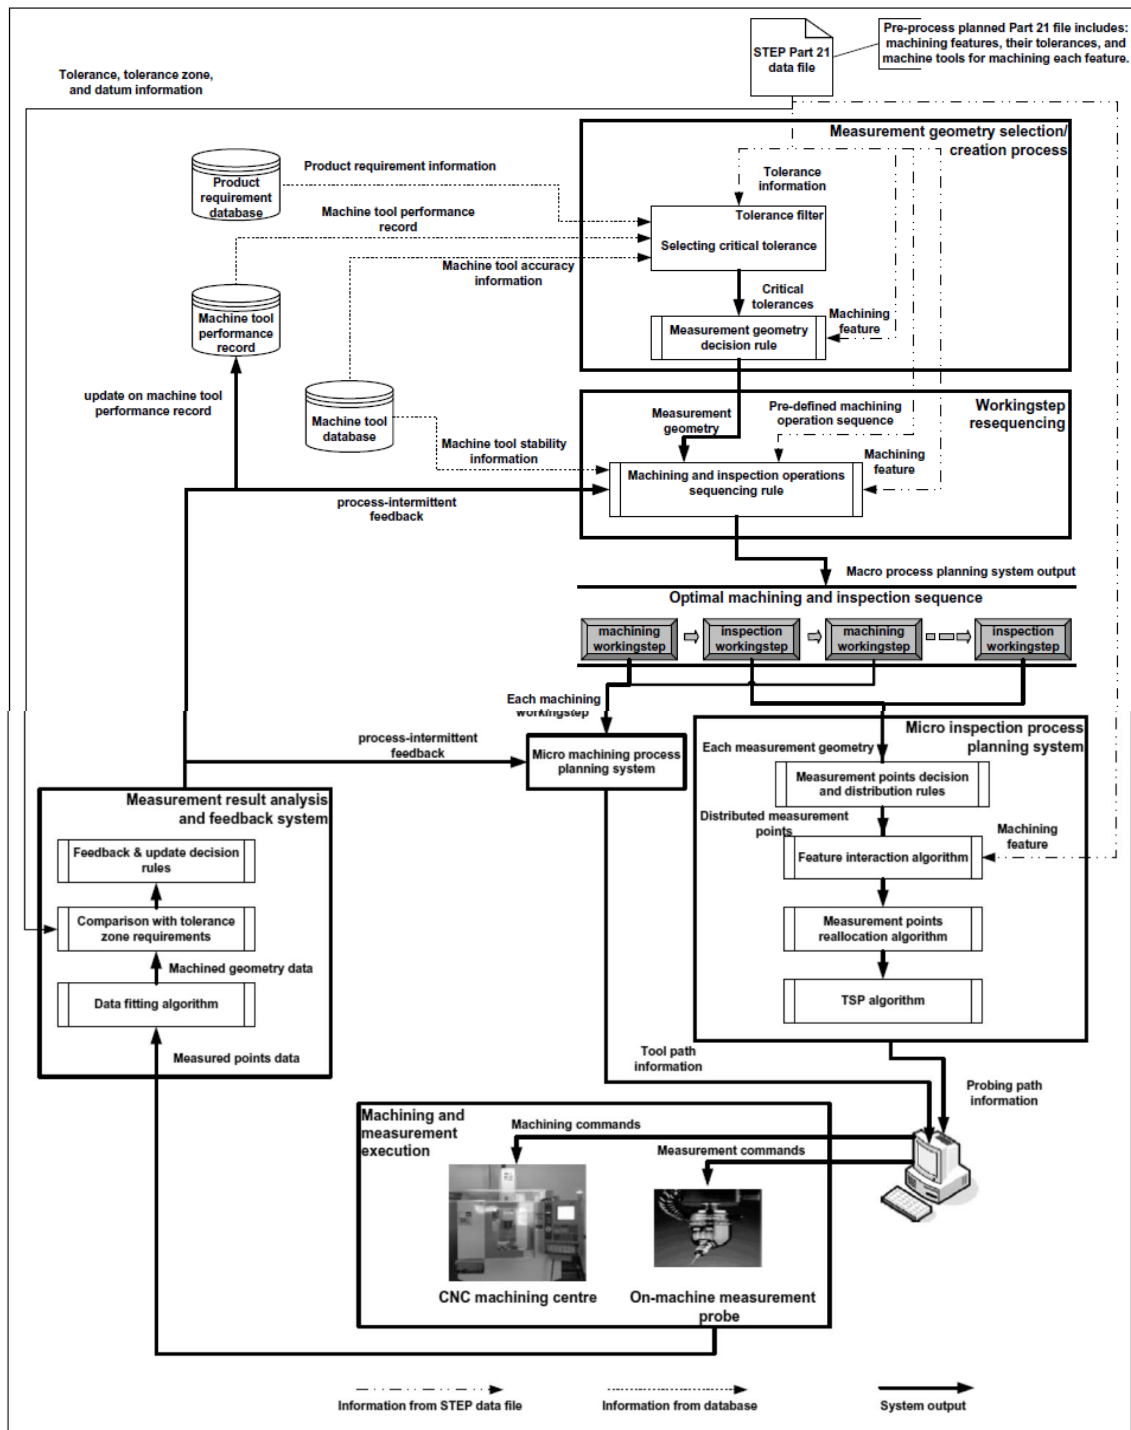 Pre-process planned Part 21 file includes:
machining features, their tolerances, and
machine tools for machining each feature.
STEP Part 21
data file
Tolerance, tolerance zone,
and datum information
Measurement geometry selection/
creation process
Product
requirement
database
Product requirement information
Tolerance
information
Machine tool performance
record
Tolerance filter
Selecting critical tolerance
Machine tool accuracy
information
Machine tool
performance
record
Critical
tolerances
Machining
feature
Measurement geometry
decision rule
update on machine tool
performance record
Machine tool
database
Measurement
geometry
Pre-defined machining
operation sequence
Workingstep
resequencing
Machine tool stability
information
Machining
feature
Machining and inspection operations
sequencing rule
process-intermittent
feedback
Macro process planning system output
Optimal machining and inspection sequence
machining
workingstep
inspection
workingstep
machining
workingstep
inspection
workingstep
Each machining
workingstep
process-intermittent
feedback
Micro machining process
planning system
Micro inspection process
planning system
Each measurement geometry
Measurement points decision
and distribution rules
Distributed measurement
points
Machining
feature
Feature interaction algorithm
Measurement points
reallocation algorithm
TSP algorithm
Measurement result analysis
and feedback system
Feedback & update decision
rules
Comparison with tolerance
zone requirements
Machined geometry data
Data fitting algorithm
Measured points data
Tool path
information
Probing path
information
Machining and
measurement
execution
Machining commands
Measurement commands
CNC machining centre
On-machine measurement
probe
Information from STEP data file
Information from database
System output